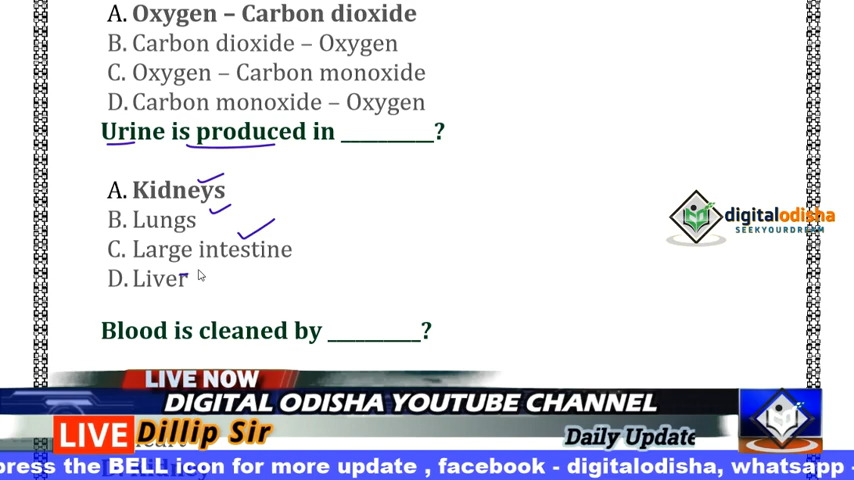 A. Oxygen – Carbon dioxide
B. Carbon dioxide – Oxygen
C. Oxygen – Carbon monoxide
D. Carbon monoxide – Oxygen
Urine is produced in __________?
A. Kidneys
B. Lungs
C. Large intestine
D. Liver
digitalodisha
SEEKYOURDREAM
Blood is cleaned by __________?
LIVE NOW
DIGITAL ODISHA YOUTUBE CHANNEL
LIVE Dillip Sir
Daily Update
press the BELL icon for more update , facebook - digitalodisha, whatsapp -